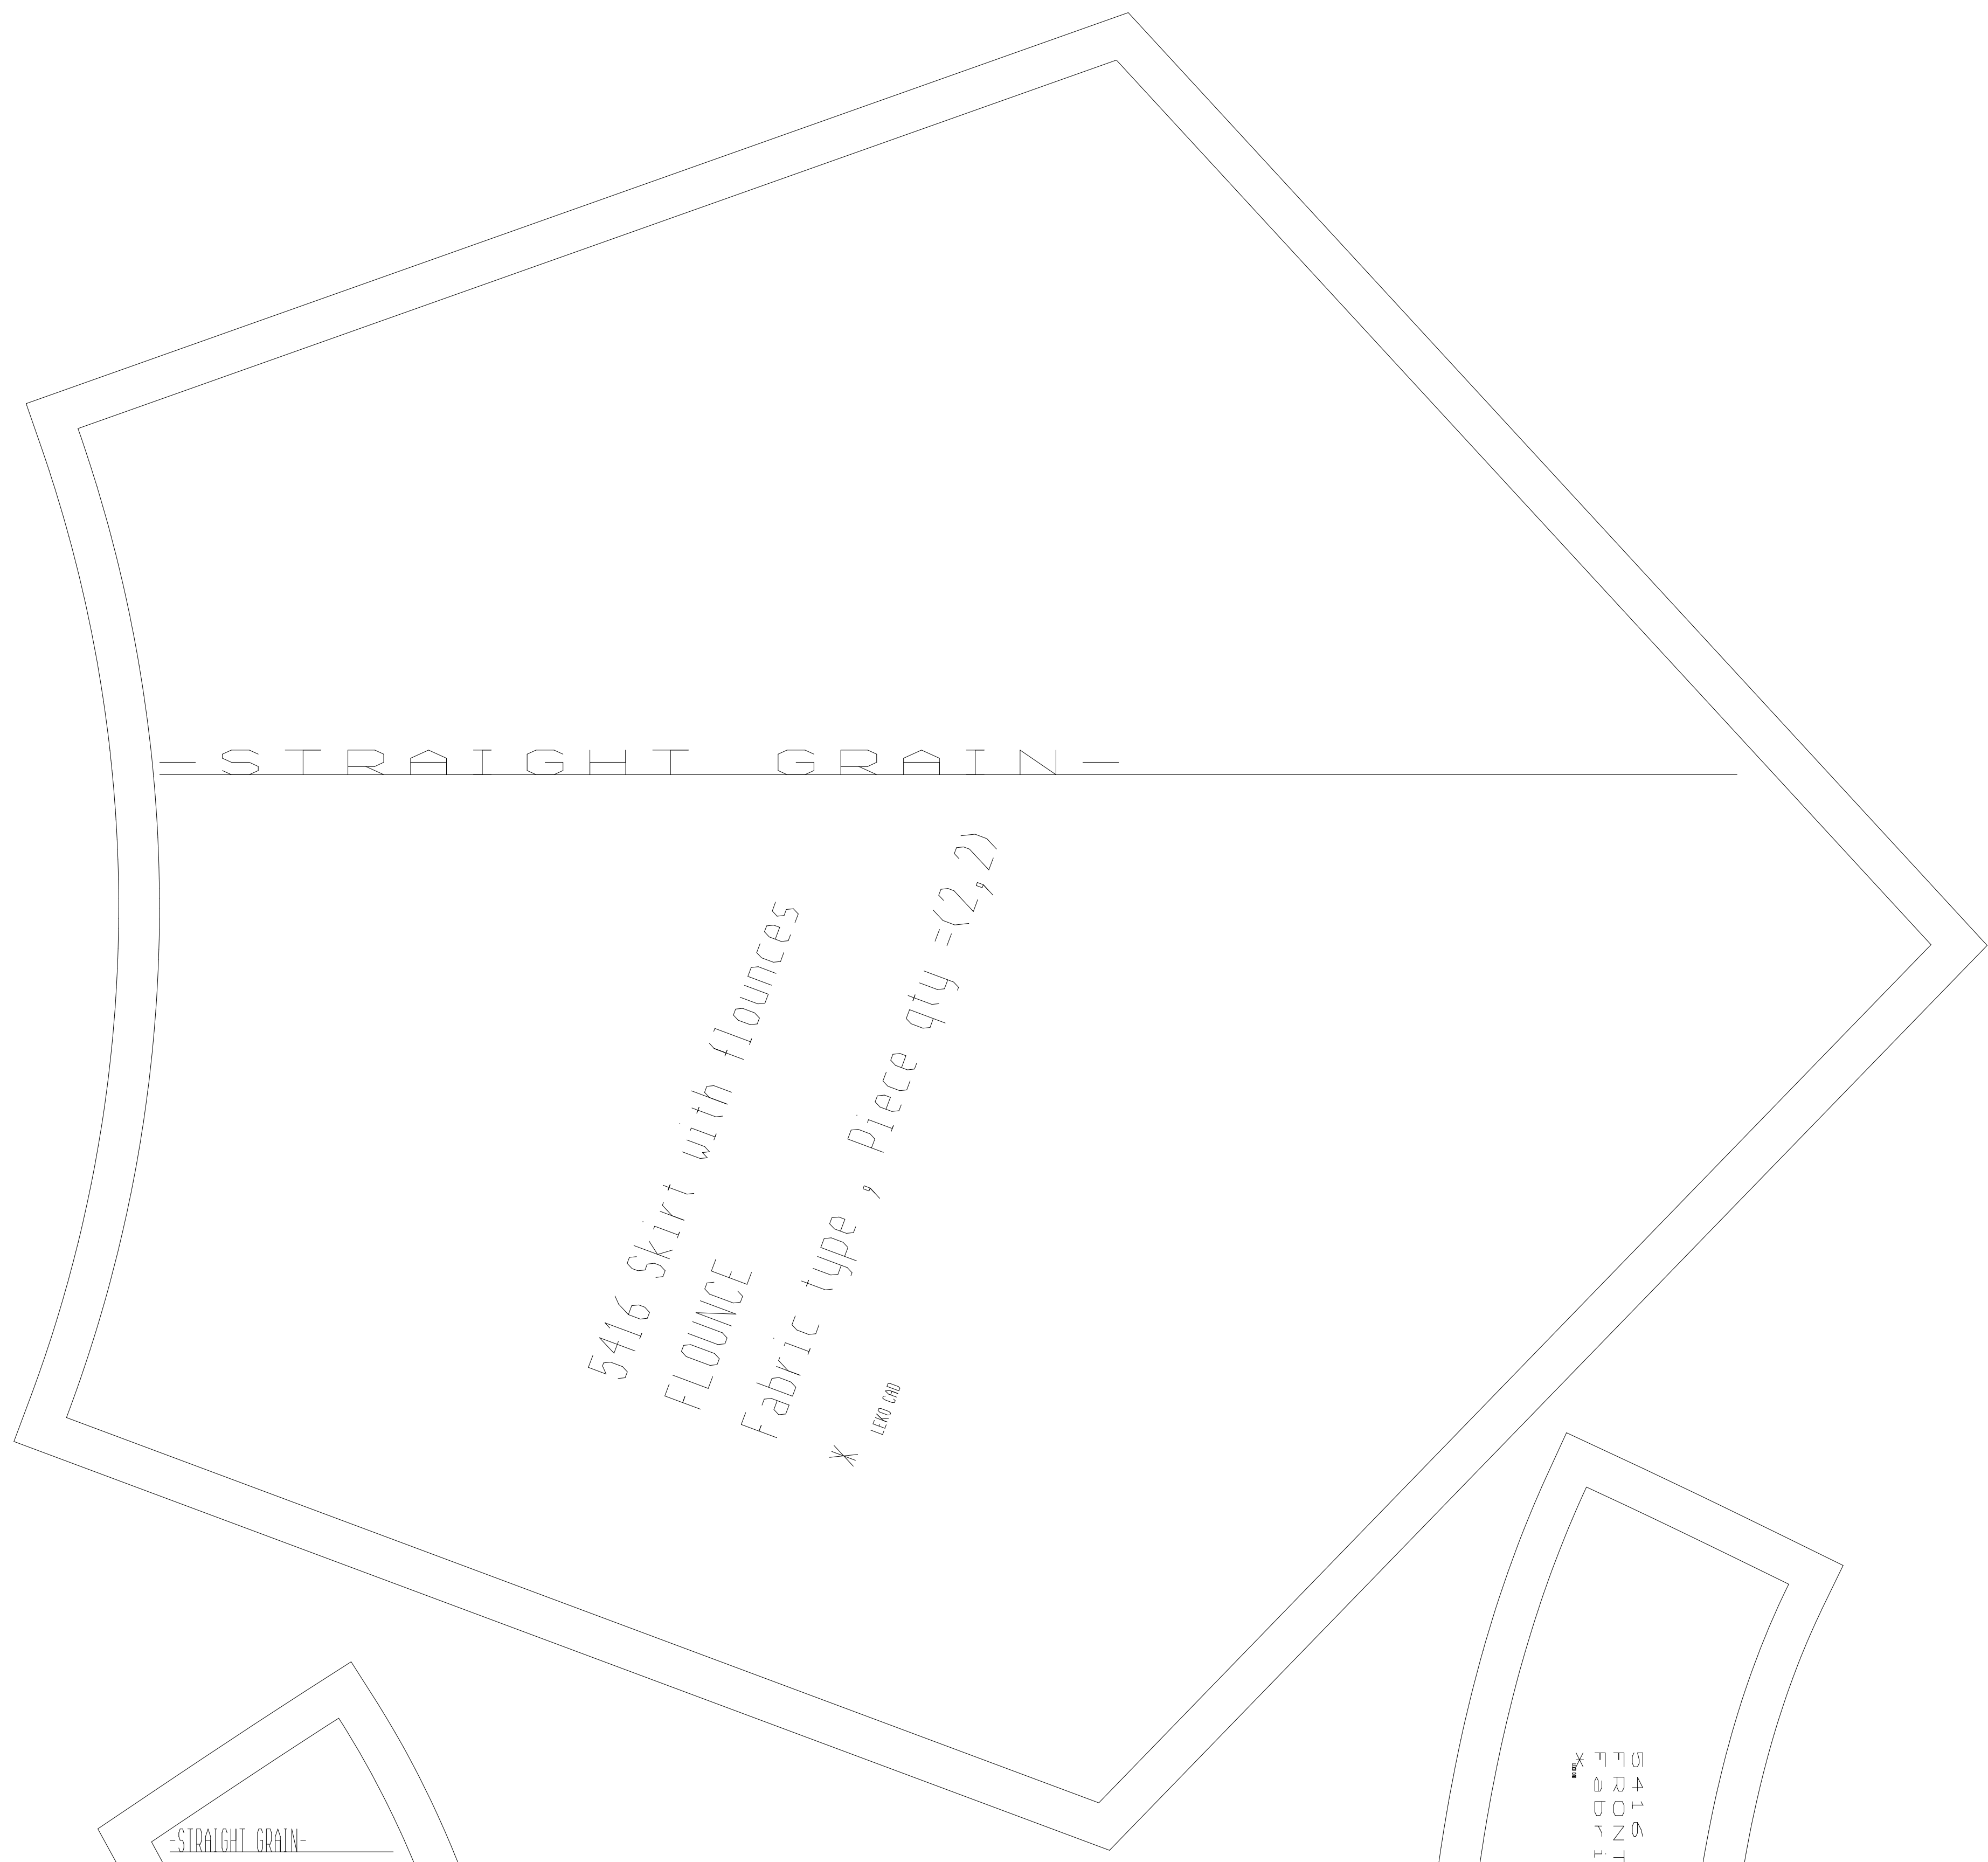 -STRAIGHT GRAIN-
5416 Skirt with flounces
FLOUNCE
Fabric type, piece qty =(2,2)
*
LEKO CAD
-STRAIGHT GRAIN-
5416
FRONT
Fabri
*